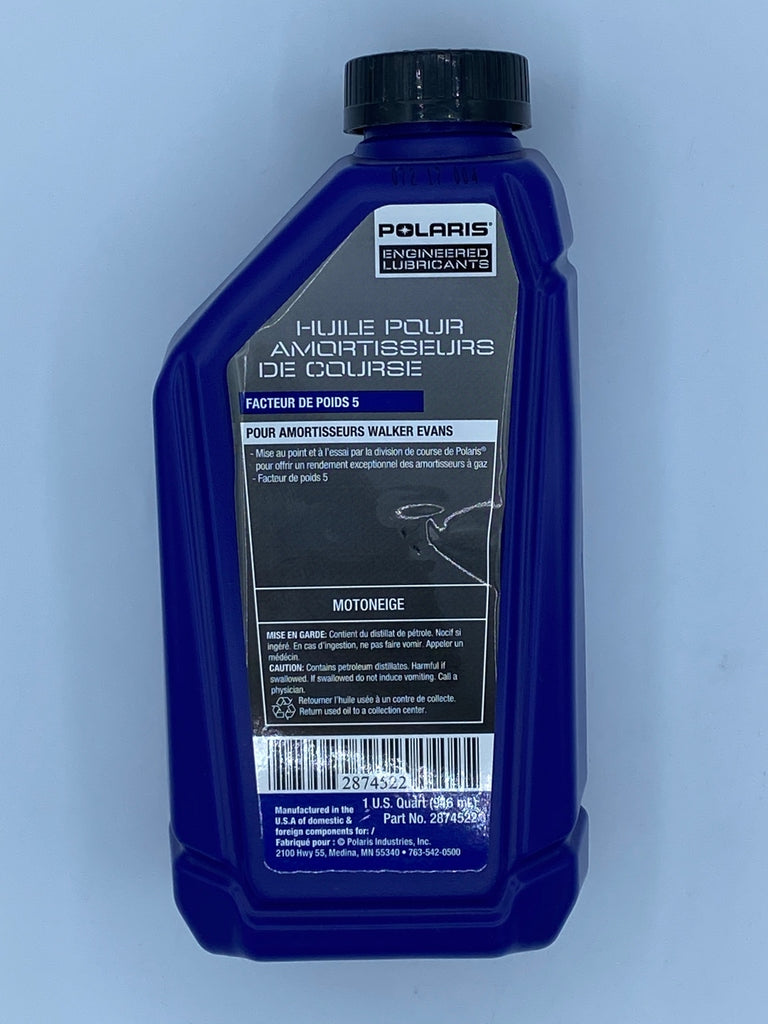 POLARIS®
ENGINEERED
LUBRICANTS
HUILE POUR
AMORTISSEURS
DE COURSE
FACTEUR DE POIDS 5
POUR AMORTISSEURS WALKER EVANS
- Mise au point et à l'essai par la division de course de Polaris®
pour offrir un rendement exceptionnel des amortisseurs à gaz
- Facteur de poids 5
MOTONEIGE
MISE EN GARDE: Contient du distillat de pétrole. Nocif si
ingéré. En cas d'ingestion, ne pas faire vomir. Appeler un
médécin.
CAUTION: Contains petroleum distillates. Harmful if
swallowed. If swallowed do not induce vomiting. Call a
physician.
Retourner l'huile usée à un contre de collecte.
Return used oil to a collection center.
2874522
1 U.S. Quart (946 mL)
Part No. 2874522
Manufactured in the
U.S.A of domestic &
foreign components for: /
Fabriqué pour : © Polaris Industries, Inc.
2100 Hwy 55, Medina, MN 55340 • 763-542-0500